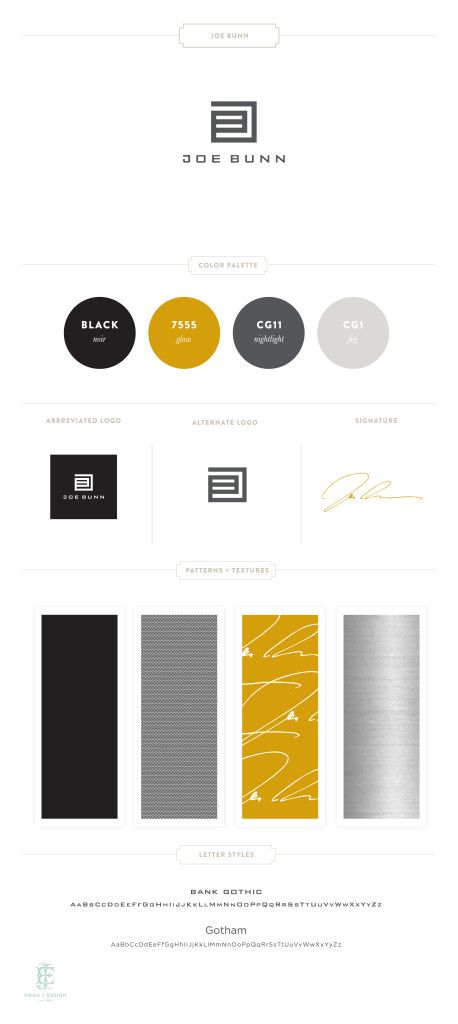 JOE BUNN
JOE BUNN
COLOR PALETTE
BLACK 7555 CG11 CG1
noir glow nightlight fog
ABBREVIATED LOGO ALTERNATE LOGO SIGNATURE
JOE BUNN
PATTERNS + TEXTURES
LETTER STYLES
BANK GOTHIC
AaBbCcDdEeFfGgHhIiJjKkLlMmNnOoPpQqRrSsTtUuVvWwXxYyZz
Gotham
AaBbCcDdEeFfGgHhIiJjKkLlMmNnOoPpQqRrSsTtUuVvWwXxYyZz
EMMA J DESIGN